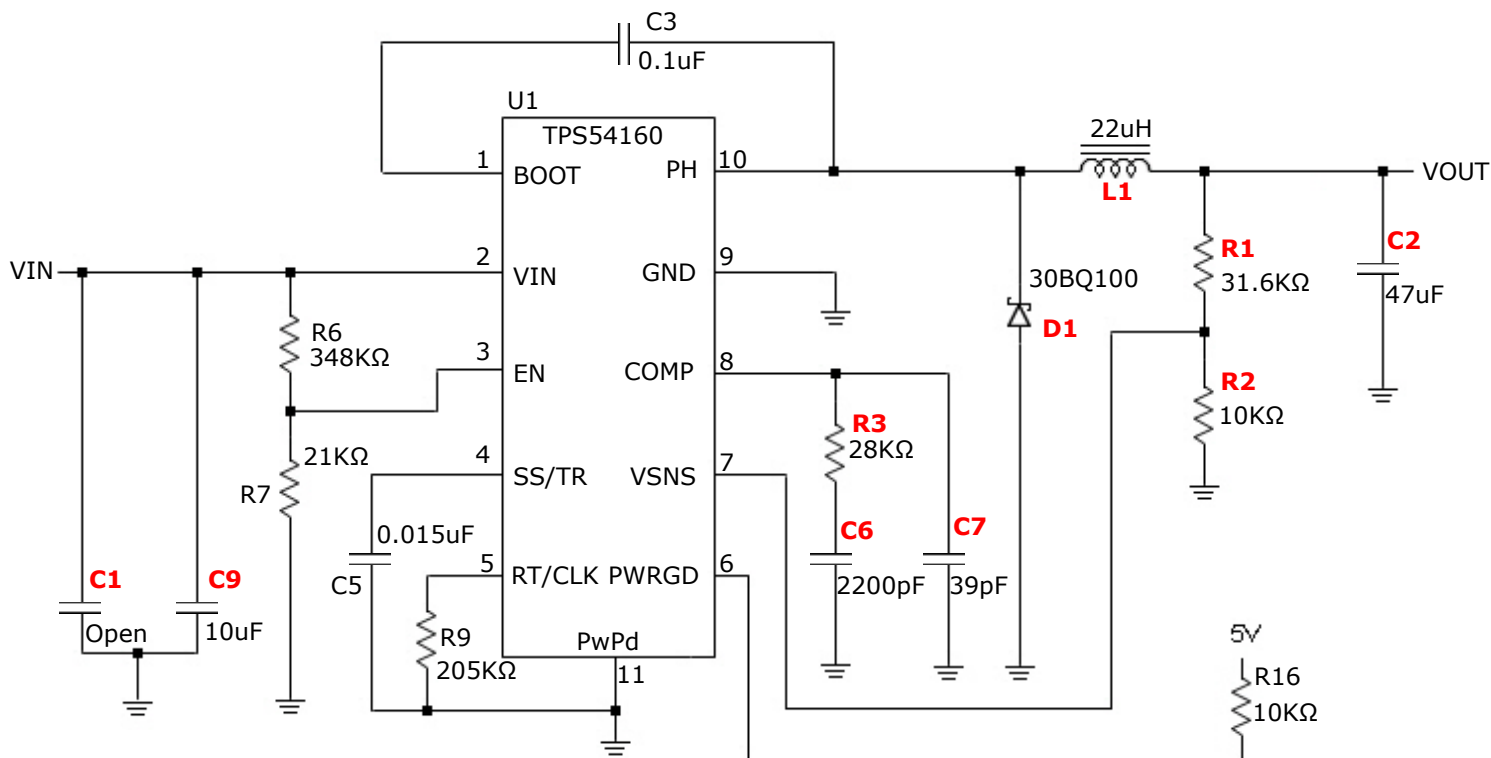 C3
0.1uF
U1
TPS54160
1
BOOT
PH
10
22uH
L1
VOUT
VIN
2
VIN
GND
9
30BQ100
D1
R1
31.6KΩ
C2
47uF
R6
348KΩ
3
EN
COMP
8
R2
10KΩ
R3
28KΩ
21KΩ
R7
4
SS/TR
VSNS
7
0.015uF
C5
C6
2200pF
C7
39pF
C1
Open
C9
10uF
5
RT/CLK
PWRGD
6
R9
205KΩ
PwPd
11
5V
R16
10KΩ